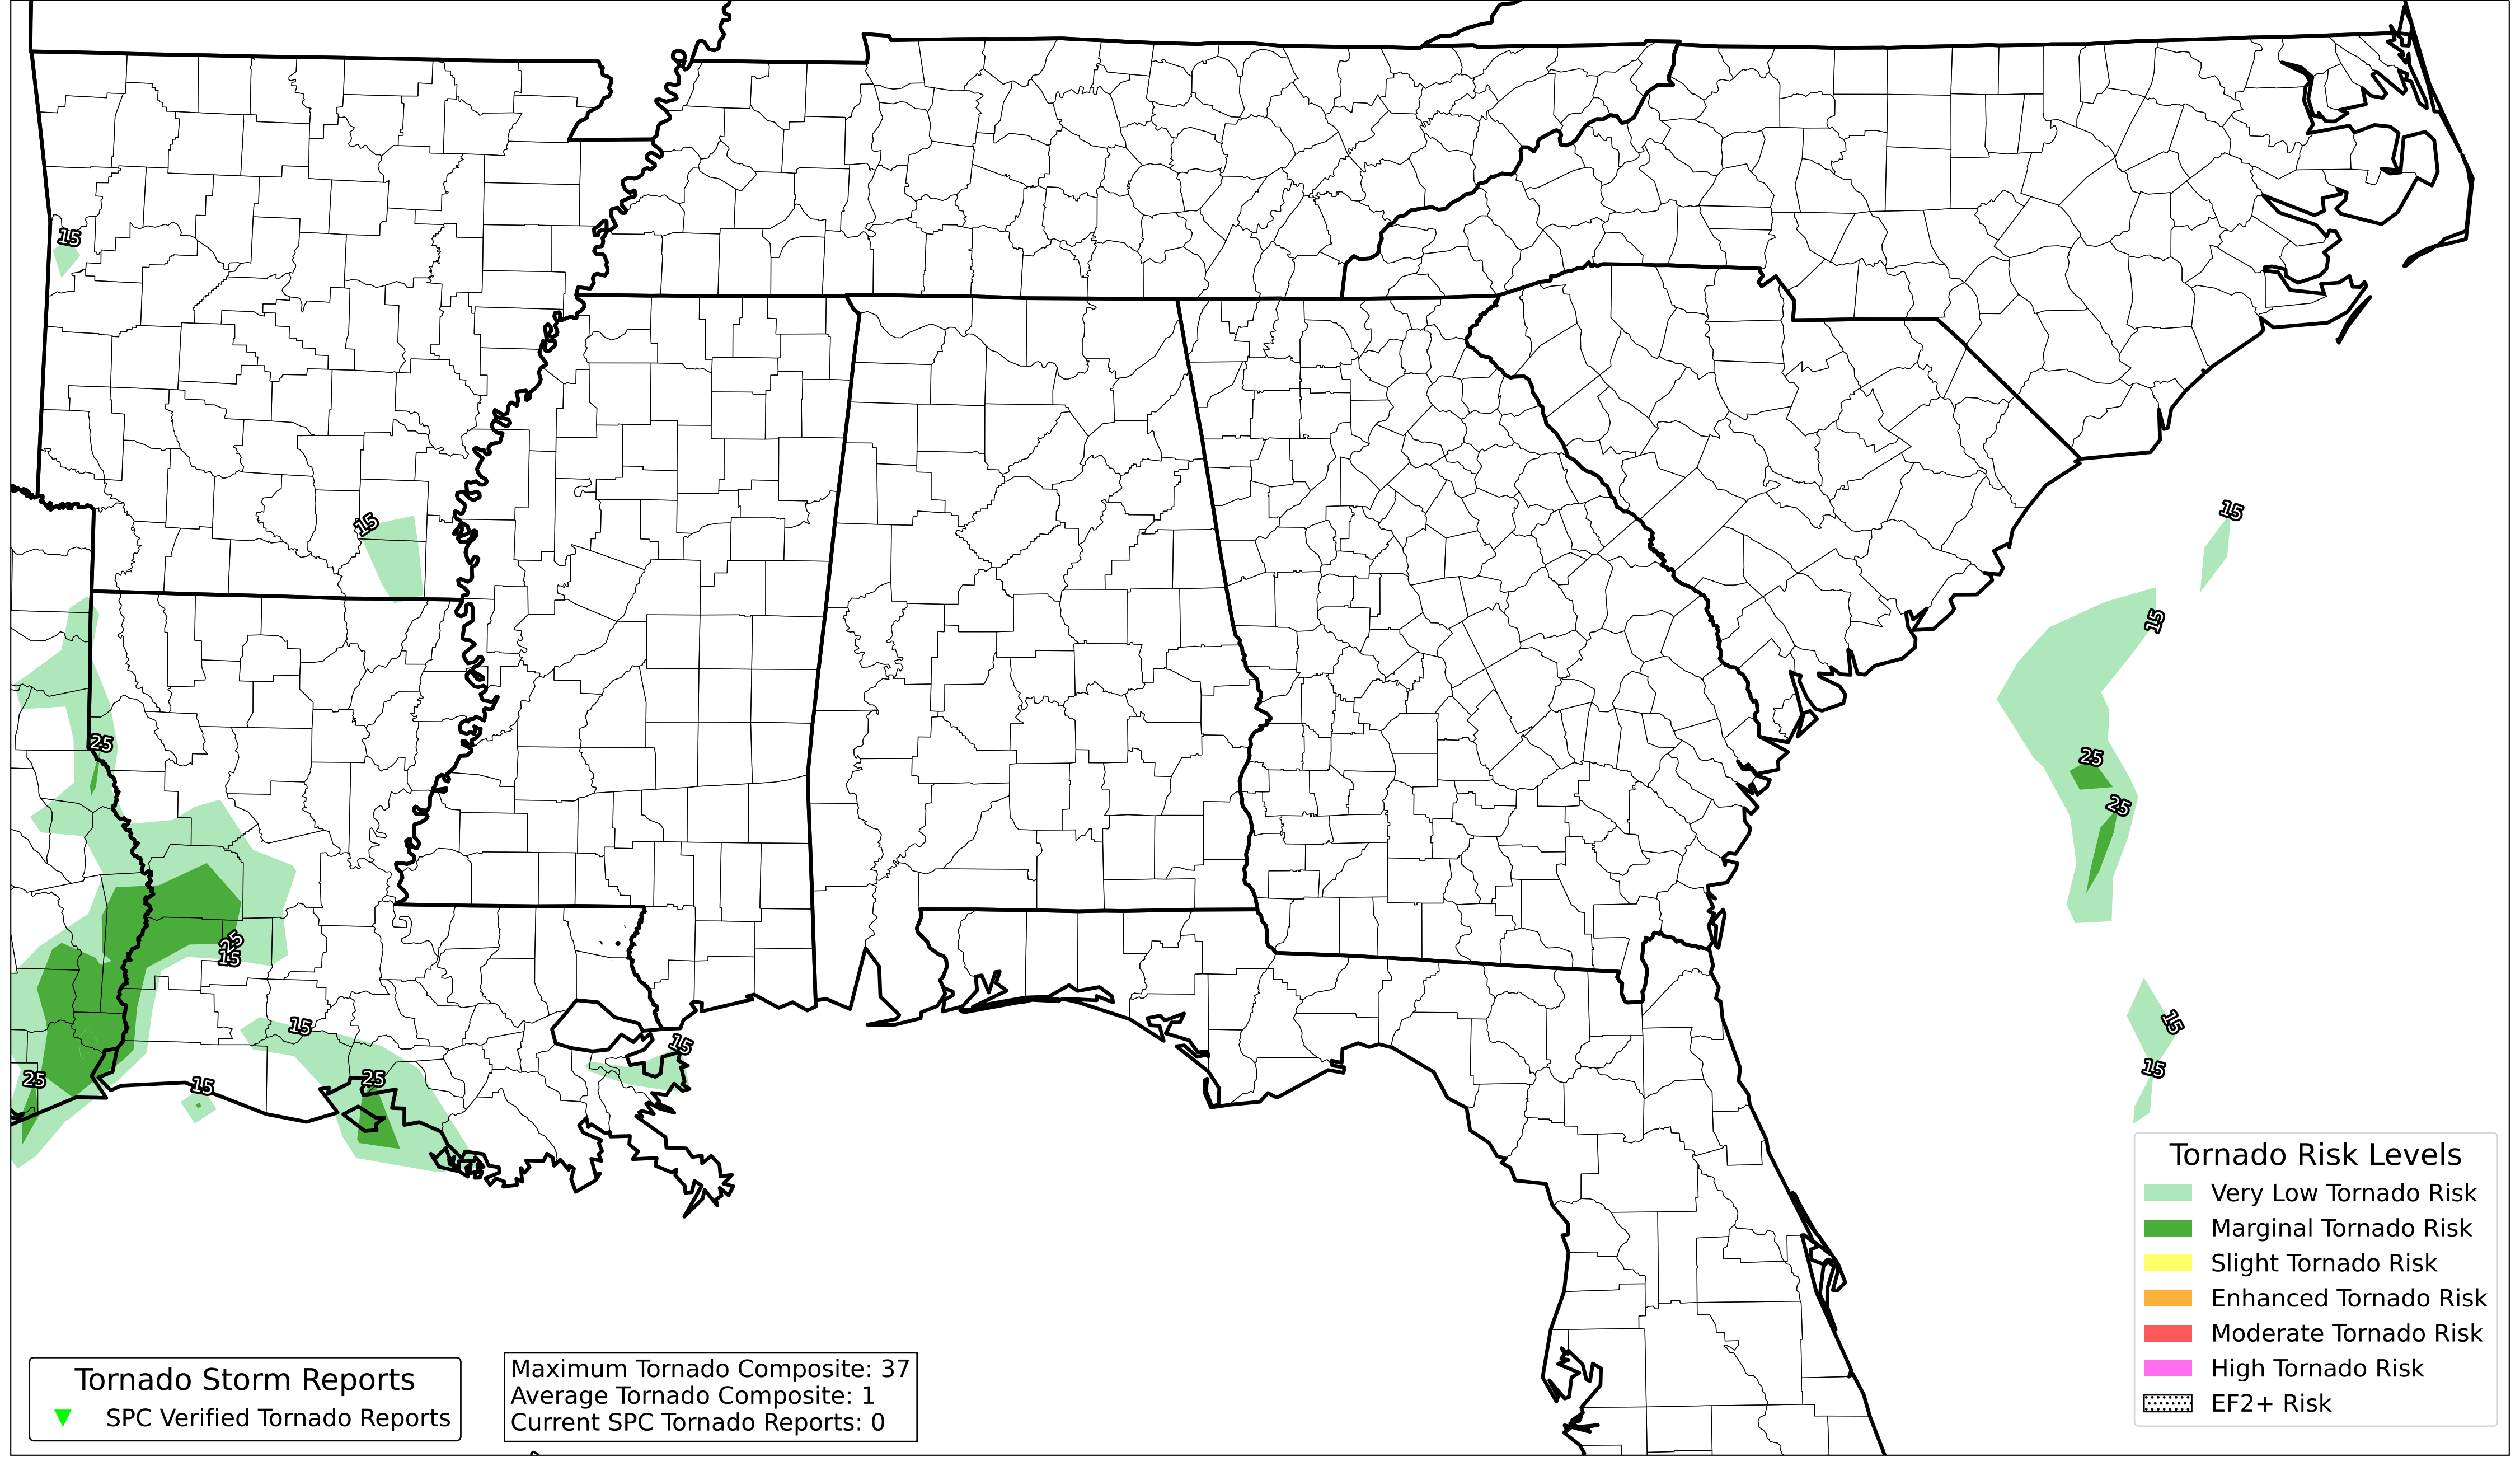 15
15
15
15
25
25
25
25
15
15
15
25
15
25
15
15
15
Tornado Risk Levels
Very Low Tornado Risk
Marginal Tornado Risk
Slight Tornado Risk
Enhanced Tornado Risk
Moderate Tornado Risk
High Tornado Risk
EF2+ Risk
Tornado Storm Reports
SPC Verified Tornado Reports
Maximum Tornado Composite: 37
Average Tornado Composite: 1
Current SPC Tornado Reports: 0